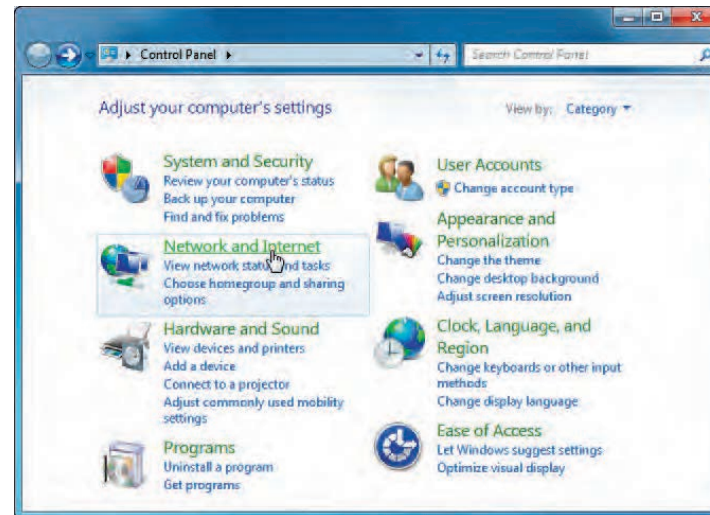 Control Panel
Search Control Panel
Adjust your computer's settings
View by: Category
System and Security
Review your computer's status
Back up your computer
Find and fix problems
Network and Internet
View network status and tasks
Choose homegroup and sharing
options
Hardware and Sound
View devices and printers
Add a device
Connect to a projector
Adjust commonly used mobility
settings
Programs
Uninstall a program
Get programs
User Accounts
Change account type
Appearance and
Personalization
Change the theme
Change desktop background
Adjust screen resolution
Clock, Language, and
Region
Change keyboards or other input
methods
Change display language
Ease of Access
Let Windows suggest settings
Optimize visual display